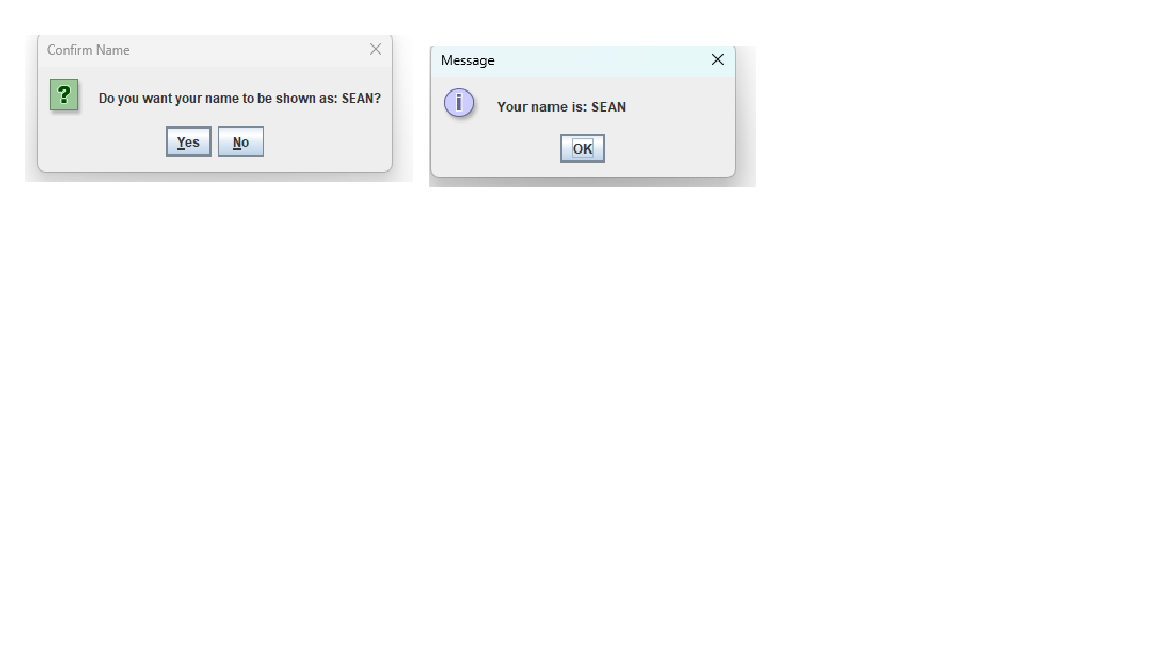 Confirm Name
?
Do you want your name to be shown as: SEAN?
Yes
No
Message
i
Your name is: SEAN
OK